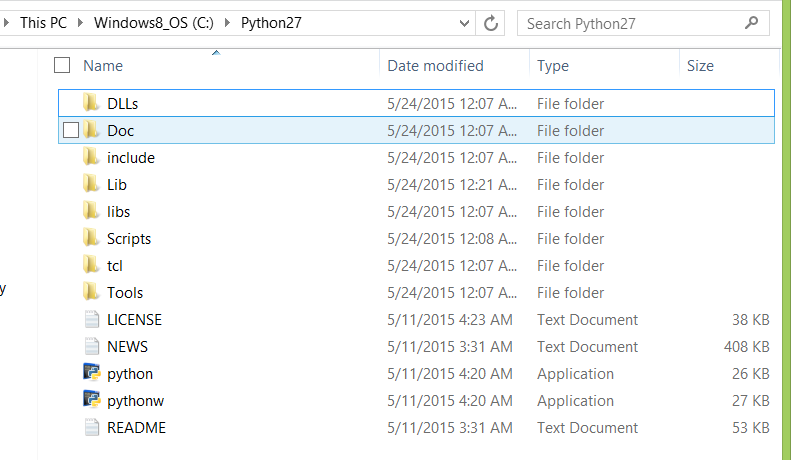 This PC Windows8_OS (C:) Python27 Search Python27
Name Date modified Type Size
DLLs 5/24/2015 12:07 A... File folder
Doc 5/24/2015 12:07 A... File folder
include 5/24/2015 12:07 A... File folder
Lib 5/24/2015 12:21 A... File folder
libs 5/24/2015 12:07 A... File folder
Scripts 5/24/2015 12:08 A... File folder
tcl 5/24/2015 12:07 A... File folder
y
Tools 5/24/2015 12:07 A... File folder
LICENSE 5/11/2015 4:23 AM Text Document 38 KB
NEWS 5/11/2015 3:31 AM Text Document 408 KB
python 5/11/2015 4:20 AM Application 26 KB
pythonw 5/11/2015 4:20 AM Application 27 KB
README 5/11/2015 3:31 AM Text Document 53 KB